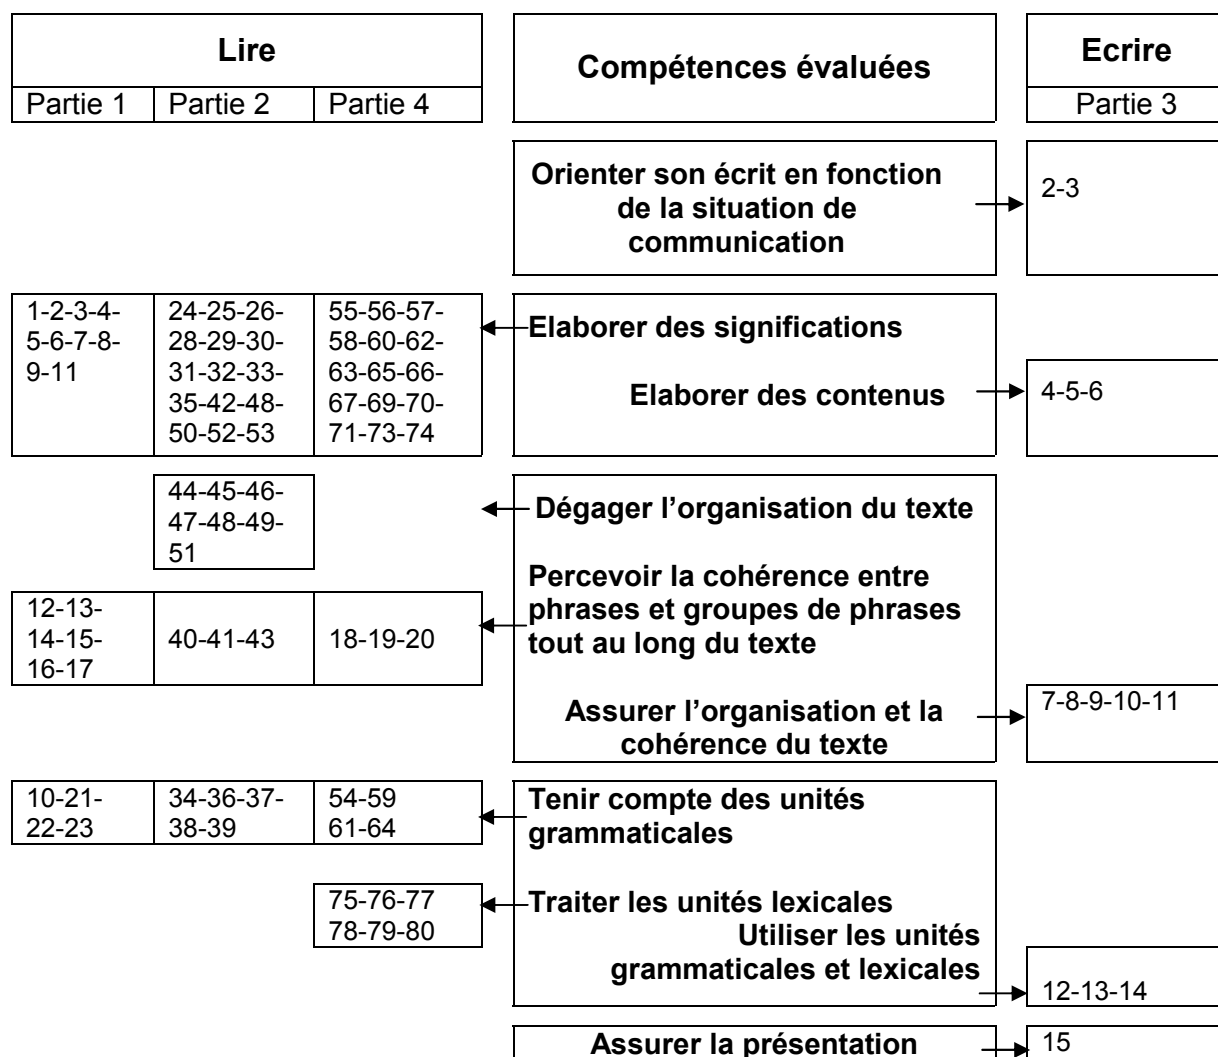 Lire
Compétences évaluées
Ecrire
Partie 1
Partie 2
Partie 4
Partie 3
Orienter son écrit en fonction
de la situation de
communication
2-3
1-2-3-4-
5-6-7-8-
9-11
24-25-26-
28-29-30-
31-32-33-
35-42-48-
50-52-53
55-56-57-
58-60-62-
63-65-66-
67-69-70-
71-73-74
Elaborer des significations
Elaborer des contenus
4-5-6
44-45-46-
47-48-49-
51
Dégager l’organisation du texte
Percevoir la cohérence entre
phrases et groupes de phrases
tout au long du texte
12-13-
14-15-
16-17
40-41-43
18-19-20
Assurer l’organisation et la
cohérence du texte
7-8-9-10-11
10-21-
22-23
34-36-37-
38-39
54-59
61-64
Tenir compte des unités
grammaticales
75-76-77
78-79-80
Traiter les unités lexicales
Utiliser les unités
grammaticales et lexicales
12-13-14
Assurer la présentation
15